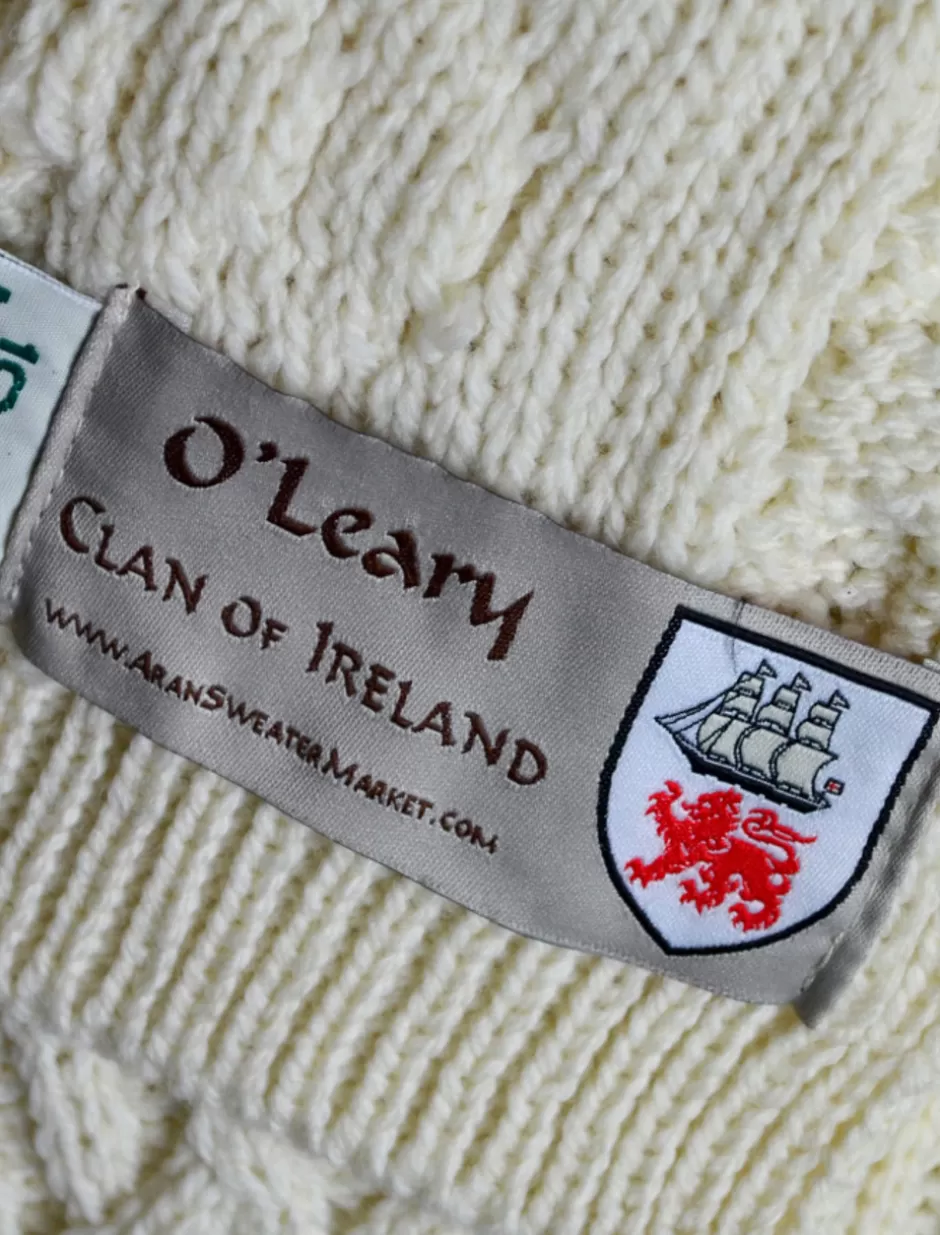 O'Leary
Clan of Ireland
www.AranSweaterMarket.com